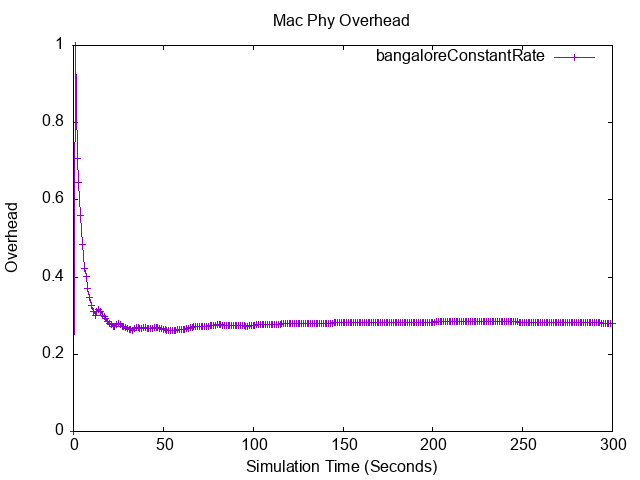 Mac Phy Overhead
bangaloreConstantRate
1
0.8
0.6
0.4
0.2
0
0 50 100 150 200 250 300
Overhead
Simulation Time (Seconds)